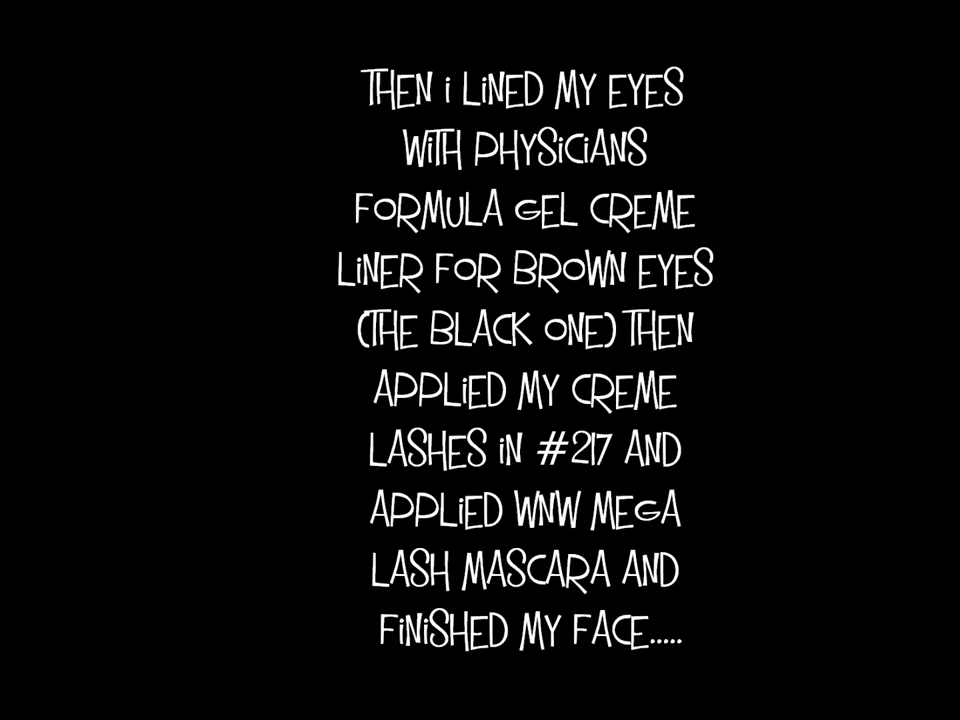 THEN i LiNED MY EYES
WiTH PHYSiCiANS
FORMULA GEL CREME
LiNER FOR BROWN EYES
(THE BLACK ONE) THEN
APPLiED MY CREME
LASHES iN #217 AND
APPLiED WNW MEGA
LASH MASCARA AND
FiNiSHED MY FACE.....